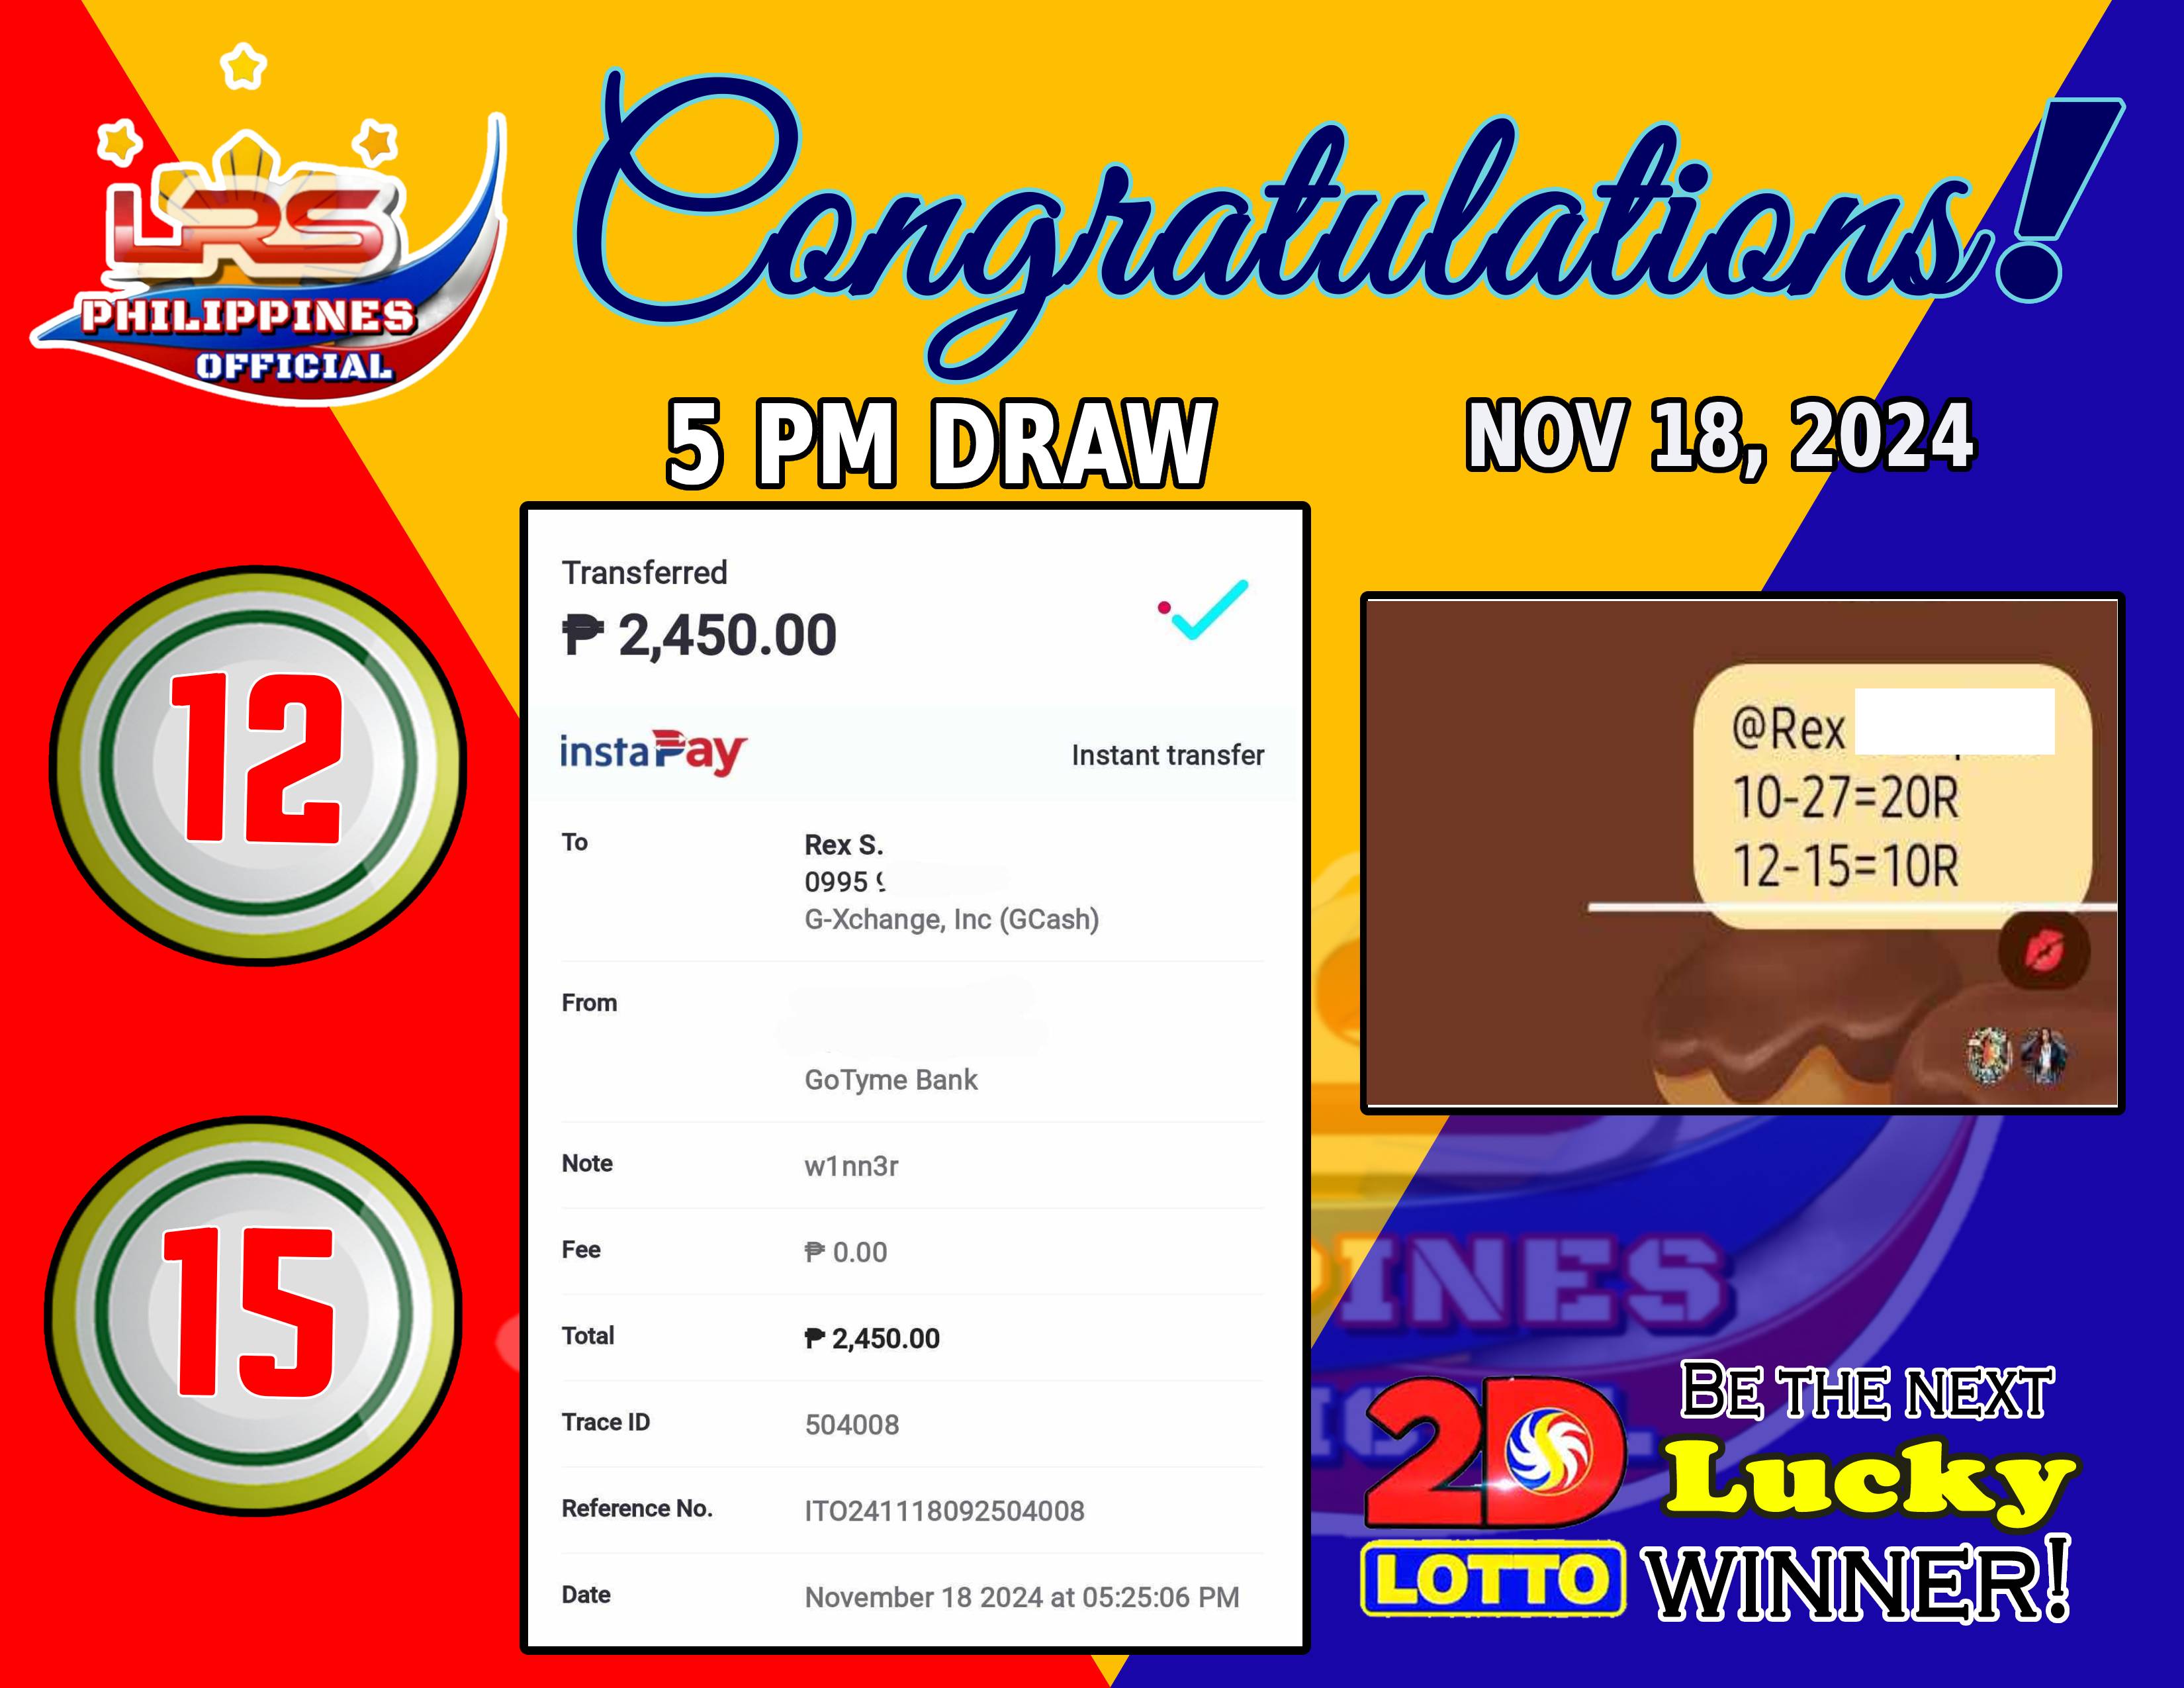 LRS
PHILIPPINES
OFFICIAL
Congratulations!
5 PM DRAW
NOV 18, 2024
12
15
Transferred
₱ 2,450.00
instaPay
Instant transfer
To
Rex S.
0995
G-Xchange, Inc (GCash)
From
GoTyme Bank
Note
w1nn3r
Fee
₱ 0.00
Total
₱ 2,450.00
Trace ID
504008
Reference No.
ITO241118092504008
Date
November 18 2024 at 05:25:06 PM
@Rex
10-27=20R
12-15=10R
PINES
2D
LOTTO
BE THE NEXT
Lucky
WINNER!